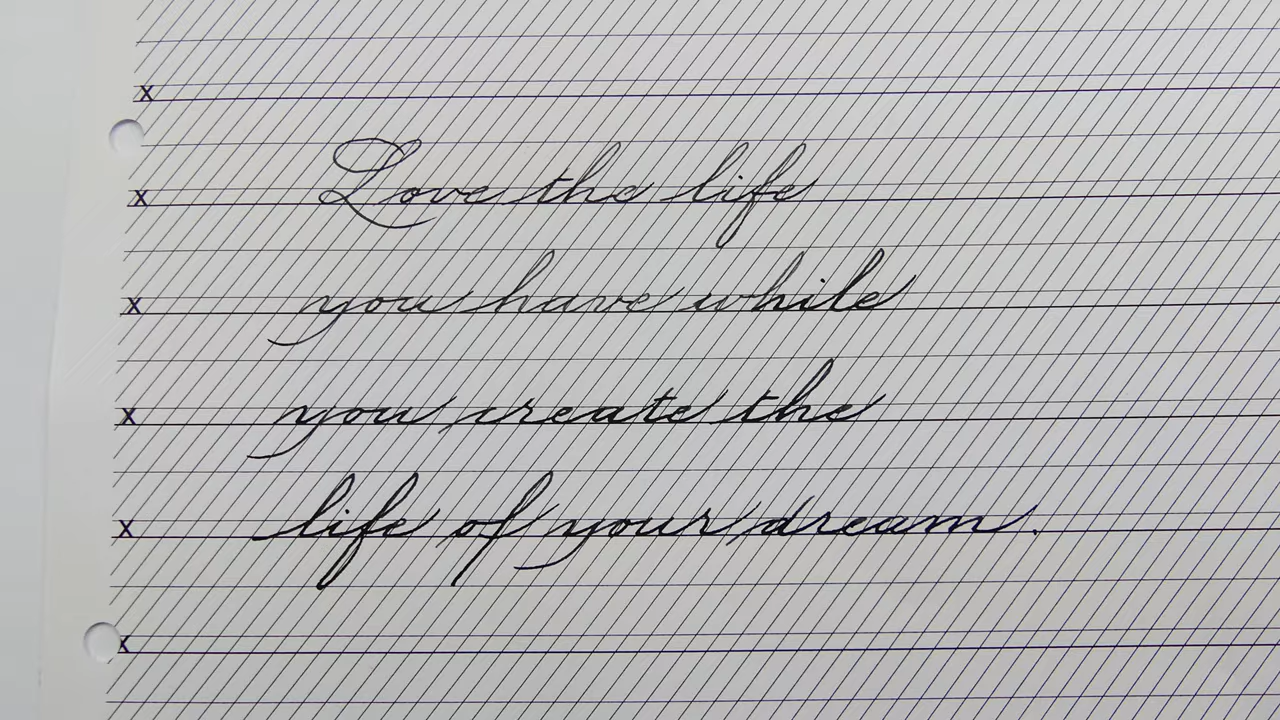 x
x Love the life
x you have while
x you create the
x life of your dream.
x